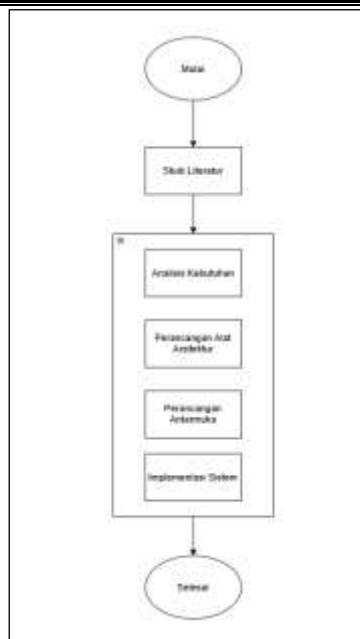 Mulai
Studi Literatur
Analisis Kebutuhan
Perancangan Alat
Arsitektur
Perancangan
Antarmuka
Implementasi Sistem
Selesai